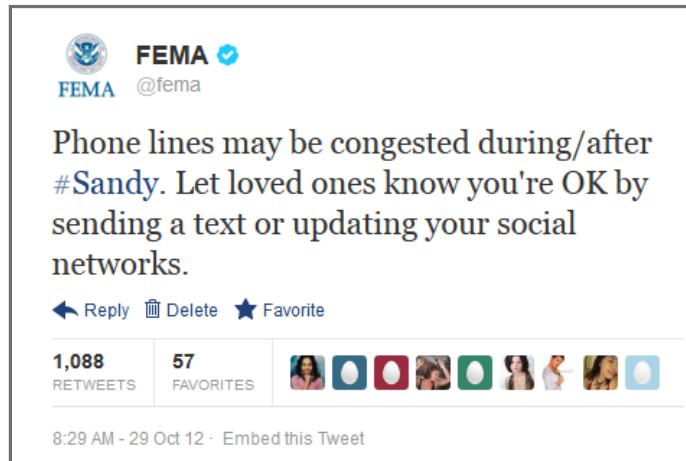 FEMA
@fema
FEMA
Phone lines may be congested during/after
#Sandy. Let loved ones know you're OK by
sending a text or updating your social
networks.
Reply Delete Favorite
1,088 57
RETWEETS FAVORITES
8:29 AM - 29 Oct 12 · Embed this Tweet